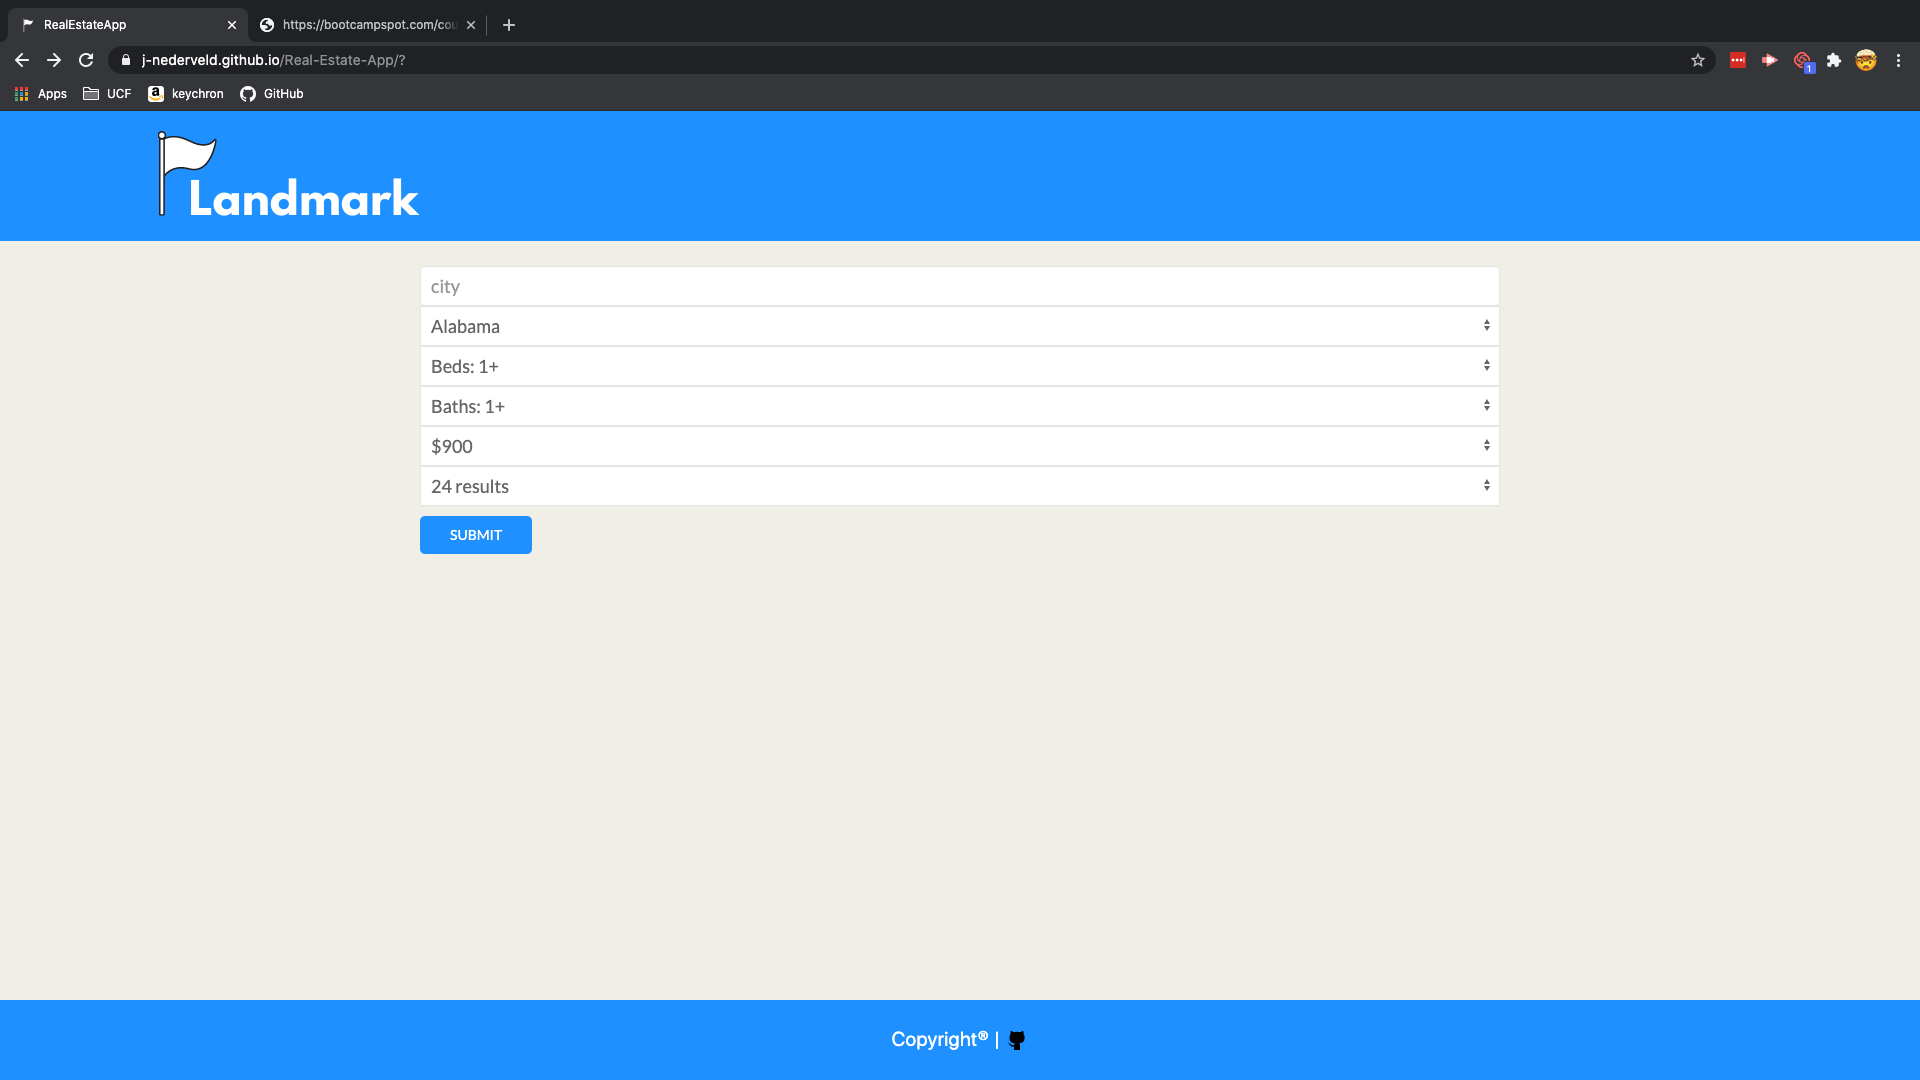 RealEstateApp
https://bootcampspot.com/cou
j-nederveld.github.io/Real-Estate-App/?
1
Apps UCF keychron GitHub
Landmark
city
Alabama
Beds: 1+
Baths: 1+
$900
24 results
SUBMIT
Copyright® |